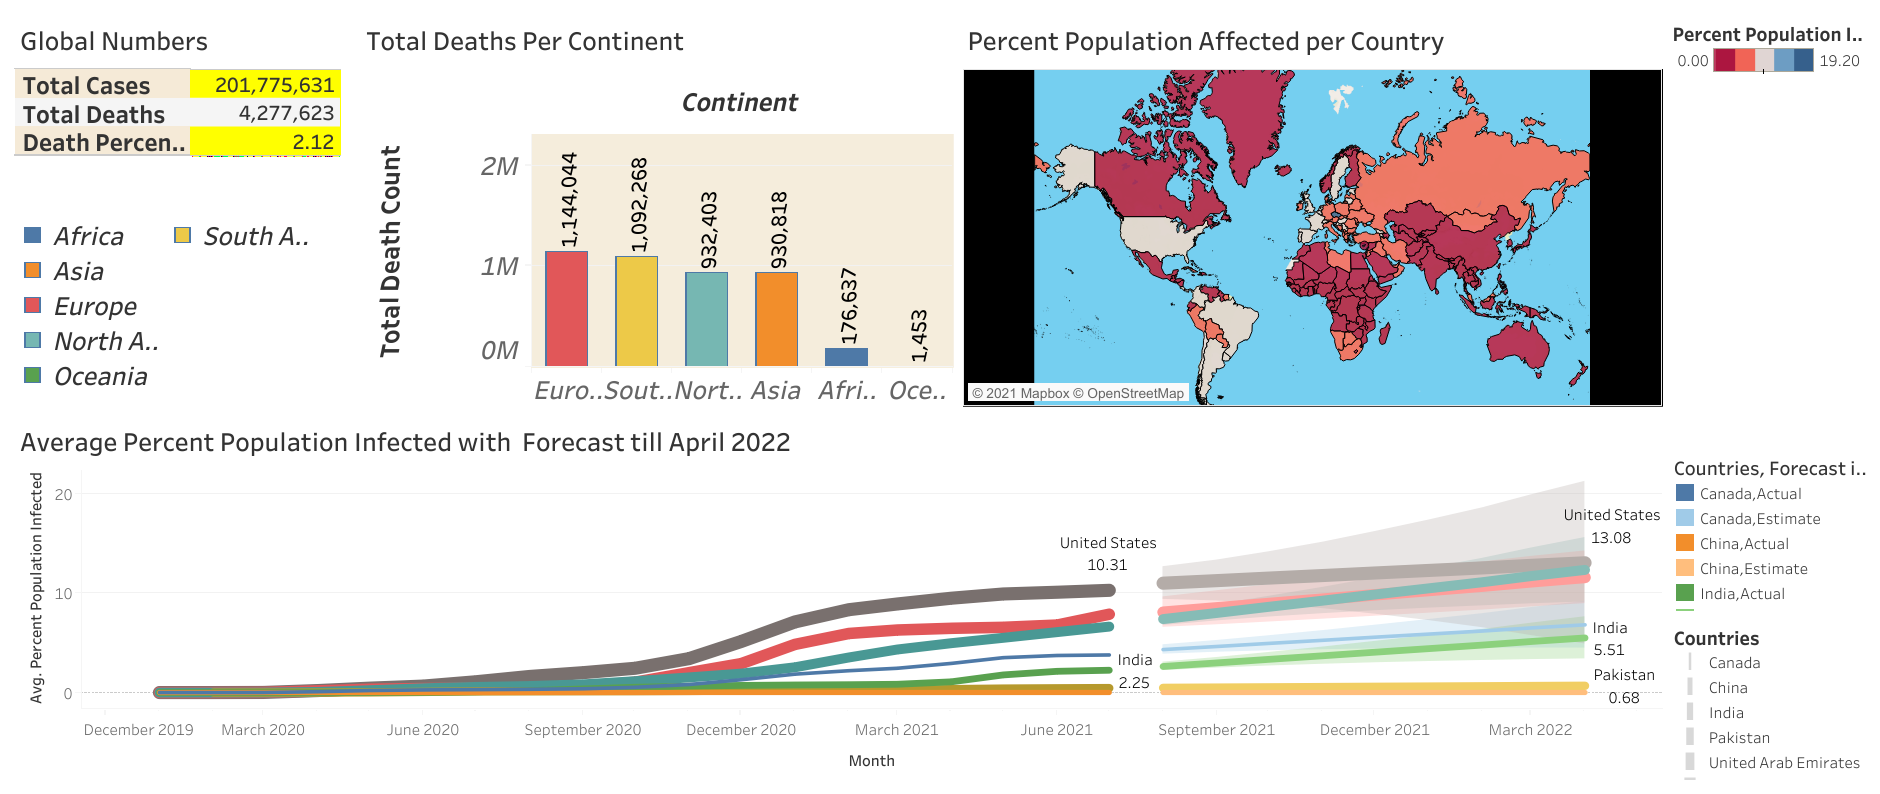 Global Numbers
Total Cases 201,775,631
Total Deaths 4,277,623
Death Percen.. 2.12
Africa
South A..
Asia
Europe
North A..
Oceania
Total Deaths Per Continent
Continent
Total Death Count
2M
1M
0M
1,144,044
1,092,268
932,403
930,818
176,637
1,453
Euro..
Sout..
Nort..
Asia
Afri..
Oce..
Percent Population Affected per Country
© 2021 Mapbox © OpenStreetMap
Percent Population I..
0.00 19.20
Average Percent Population Infected with  Forecast till April 2022
Avg. Percent Population Infected
20
10
0
United States
10.31
India
2.25
United States
13.08
India
5.51
Pakistan
0.68
December 2019
March 2020
June 2020
September 2020
December 2020
March 2021
June 2021
September 2021
December 2021
March 2022
Month
Countries, Forecast i..
Canada,Actual
Canada,Estimate
China,Actual
China,Estimate
India,Actual
Countries
Canada
China
India
Pakistan
United Arab Emirates